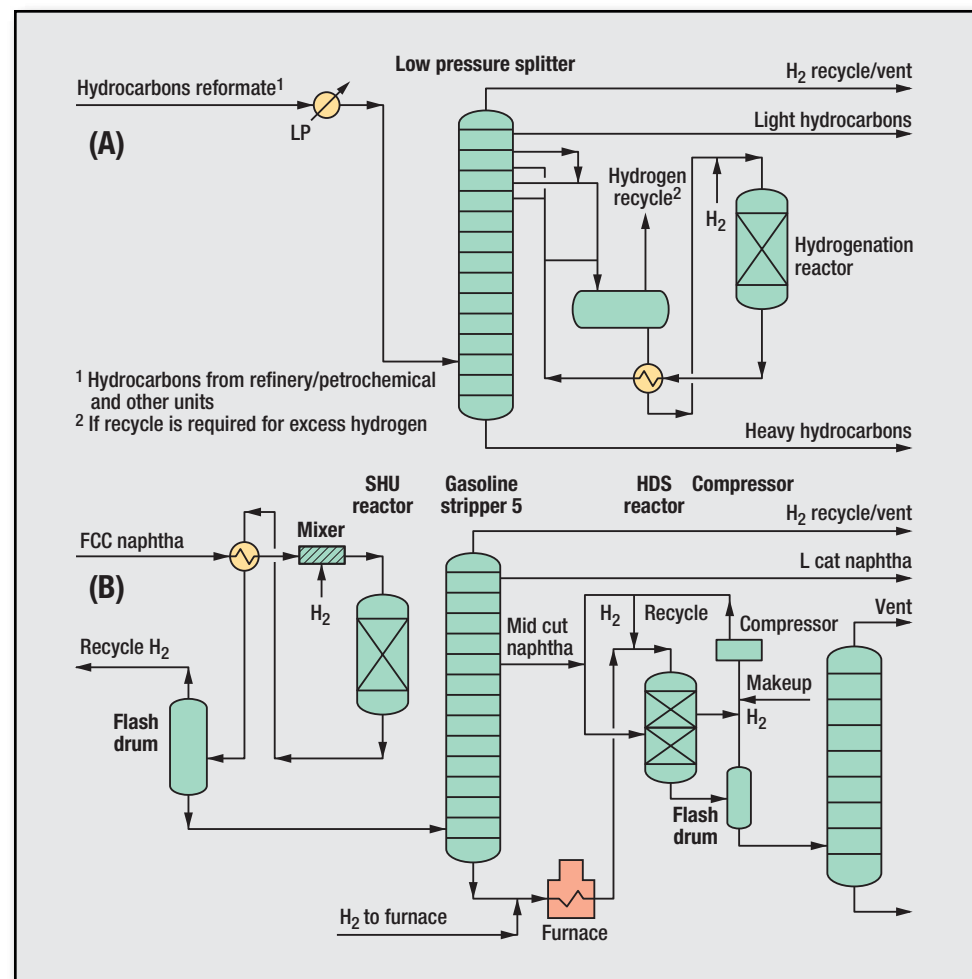 Low pressure splitter
H2 recycle/vent
Hydrocarbons reformate1
LP
(A)
Light hydrocarbons
Hydrogen
recycle2
H2
Hydrogenation
reactor
1 Hydrocarbons from refinery/petrochemical
and other units
2 If recycle is required for excess hydrogen
Heavy hydrocarbons
SHU
reactor
Gasoline
stripper 5
HDS
reactor
Compressor
H2 recycle/vent
FCC naphtha
Mixer
L cat naphtha
(B)
H2
Mid cut
naphtha
H2
Recycle
Compressor
Vent
Recycle H2
Makeup
H2
Flash
drum
Flash
drum
H2 to furnace
Furnace